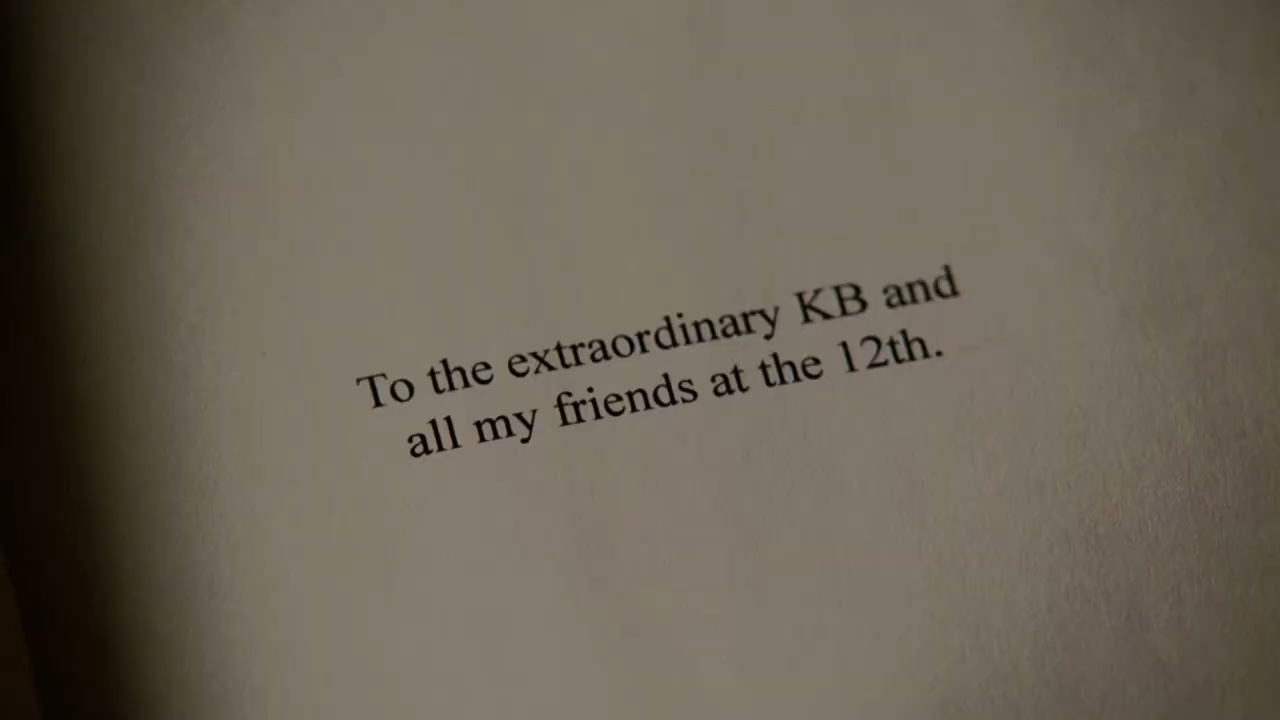 To the extraordinary KB and
all my friends at the 12th.